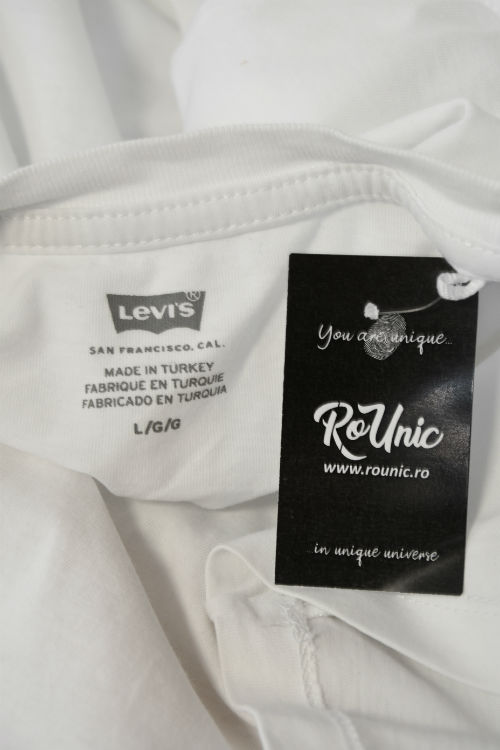 Levi's®
SAN FRANCISCO, CAL.
MADE IN TURKEY
FABRIQUE EN TURQUIE
FABRICADO EN TURQUIA
L/G/G
You are unique...
RoUnic
www.rounic.ro
...in unique universe